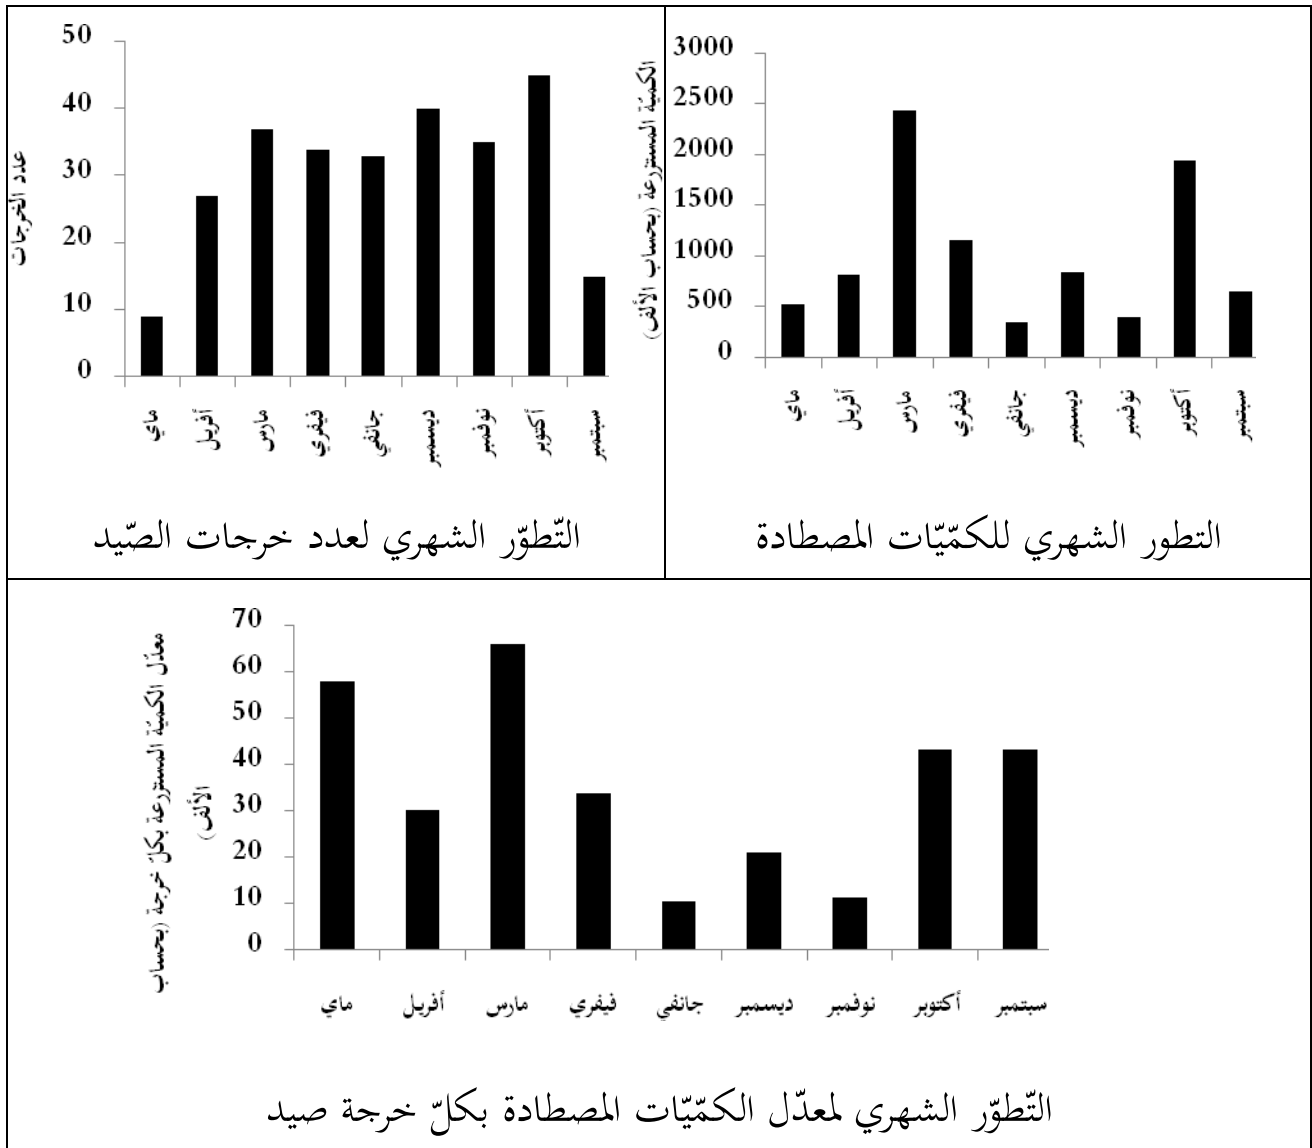 3000
2500
2000
1500
1000
500
0
الكميّة المستزرعة (بحساب الألف)
سبتمبر
أكتوبر
نوفمبر
ديسمبر
جانفي
فيفري
مارس
أفريل
ماي
التطور الشهري للكمّيّات المصطادة
50
40
30
20
10
0
عدد الخرجات
سبتمبر
أكتوبر
نوفمبر
ديسمبر
جانفي
فيفري
مارس
أفريل
ماي
التّطوّر الشهري لعدد خرجات الصّيد
70
60
50
40
30
20
10
0
معدّل الكميّة المستزرعة بكلّ خرجة (بحساب
الألف)
سبتمبر
أكتوبر
نوفمبر
ديسمبر
جانفي
فيفري
مارس
أفريل
ماي
التّطوّر الشهري لمعدّل الكمّيّات المصطادة بكلّ خرجة صيد